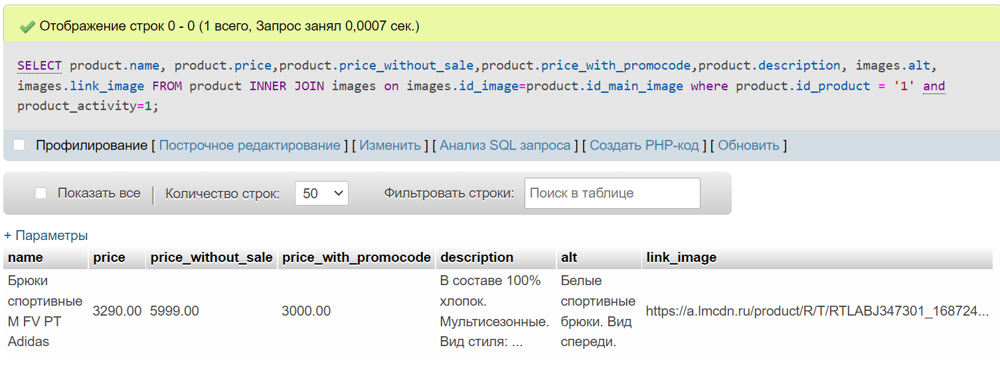 Отображение строк 0 - 0 (1 всего, Запрос занял 0,0007 сек.)
SELECT product.name, product.price,product.price_without_sale,product.price_with_promocode,product.description, images.alt,
images.link_image FROM product INNER JOIN images on images.id_image=product.id_main_image where product.id_product = '1' and
product_activity=1;
Профилирование [ Построчное редактирование ] [ Изменить ] [ Анализ SQL запроса ] [ Создать PHP-код ] [ Обновить ]
Показать все | Количество строк: 50 Фильтровать строки: Поиск в таблице
+ Параметры
name price price_without_sale price_with_promocode description alt link_image
Брюки В составе 100% Белые
спортивные хлопок. спортивные
3290.00 5999.00 3000.00 https://a.lmcdn.ru/product/R/T/RTLABJ347301_168724...
M FV PT Мультисезонные. брюки. Вид
Adidas Вид стиля: ... спереди.